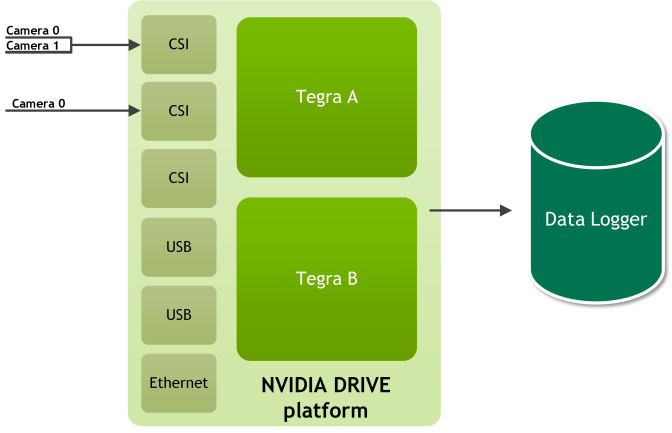 Camera 0
Camera 1
CSI
Camera 0
CSI
CSI
USB
USB
Ethernet
Tegra A
Tegra B
NVIDIA DRIVE
platform
Data Logger